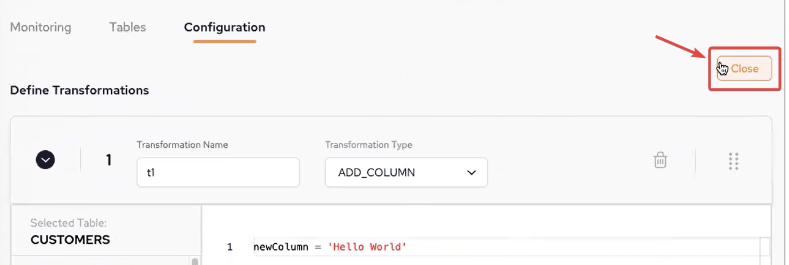 Monitoring Tables Configuration
Close
Define Transformations
1
Transformation Name
t1
Transformation Type
ADD_COLUMN
Selected Table:
CUSTOMERS
1 newColumn = 'Hello World'